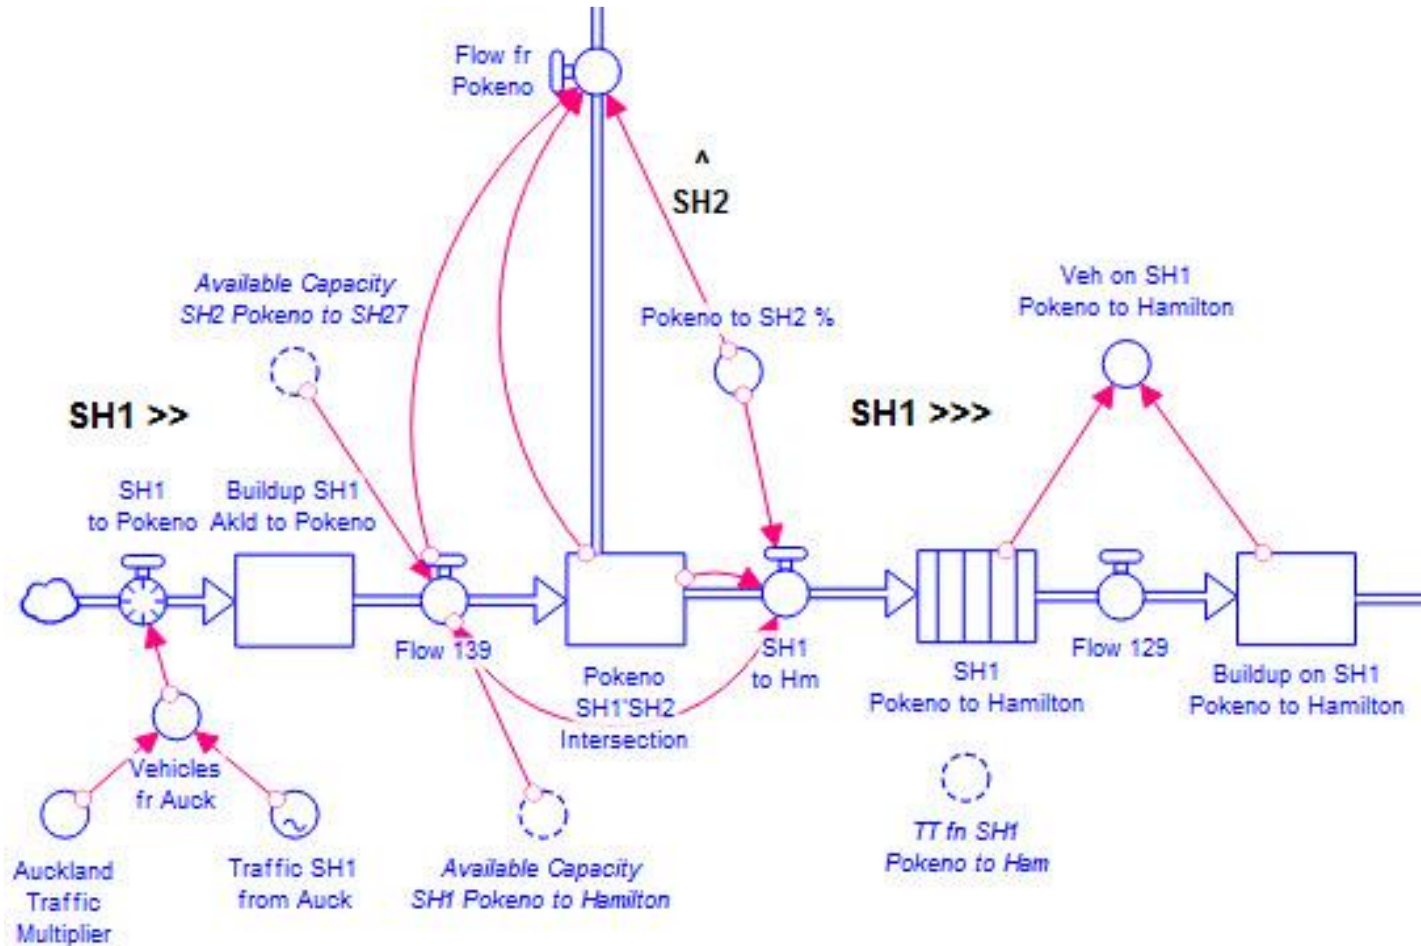 Flow fr
Pokeno
^
SH2
Available Capacity
SH2 Pokeno to SH27
Pokeno to SH2 %
Veh on SH1
Pokeno to Hamilton
SH1 >>
SH1 >>>
SH1
to Pokeno
Buildup SH1
Akld to Pokeno
Flow 139
Pokeno
SH1"SH2
Intersection
SH1
to Hm
SH1
Pokeno to Hamilton
Flow 129
Buildup on SH1
Pokeno to Hamilton
Vehicles
fr Auck
Auckland
Traffic
Multiplier
Traffic SH1
from Auck
Available Capacity
SH1 Pokeno to Hamilton
TT fn SH1
Pokeno to Ham